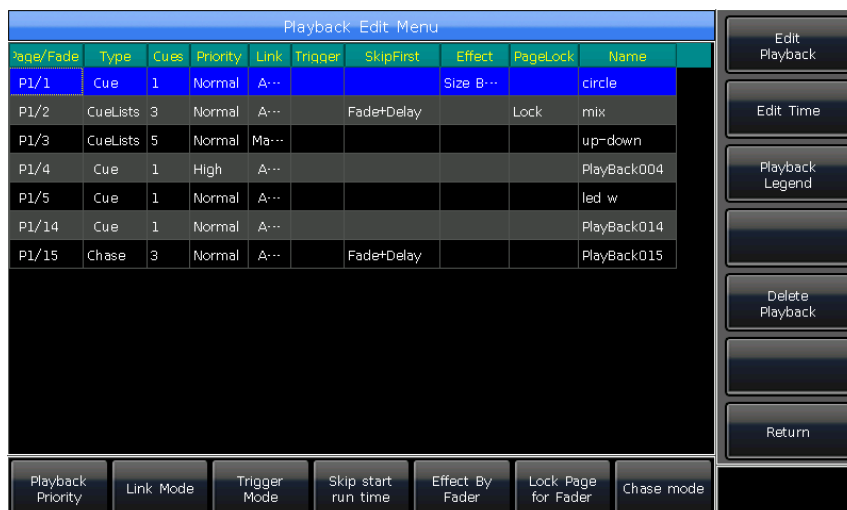 Playback Edit Menu
Page/Fade Type Cues Priority Link Trigger SkipFirst Effect PageLock Name
P1/1 Cue 1 Normal A··· Size B··· circle
P1/2 CueLists 3 Normal A··· Fade+Delay Lock mix
P1/3 CueLists 5 Normal Ma··· up-down
P1/4 Cue 1 High A··· PlayBack004
P1/5 Cue 1 Normal A··· led w
P1/14 Cue 1 Normal A··· PlayBack014
P1/15 Chase 3 Normal A··· Fade+Delay PlayBack015
Edit
Playback
Edit Time
Playback
Legend
Delete
Playback
Return
Playback
Priority
Link Mode
Trigger
Mode
Skip start
run time
Effect By
Fader
Lock Page
for Fader
Chase mode